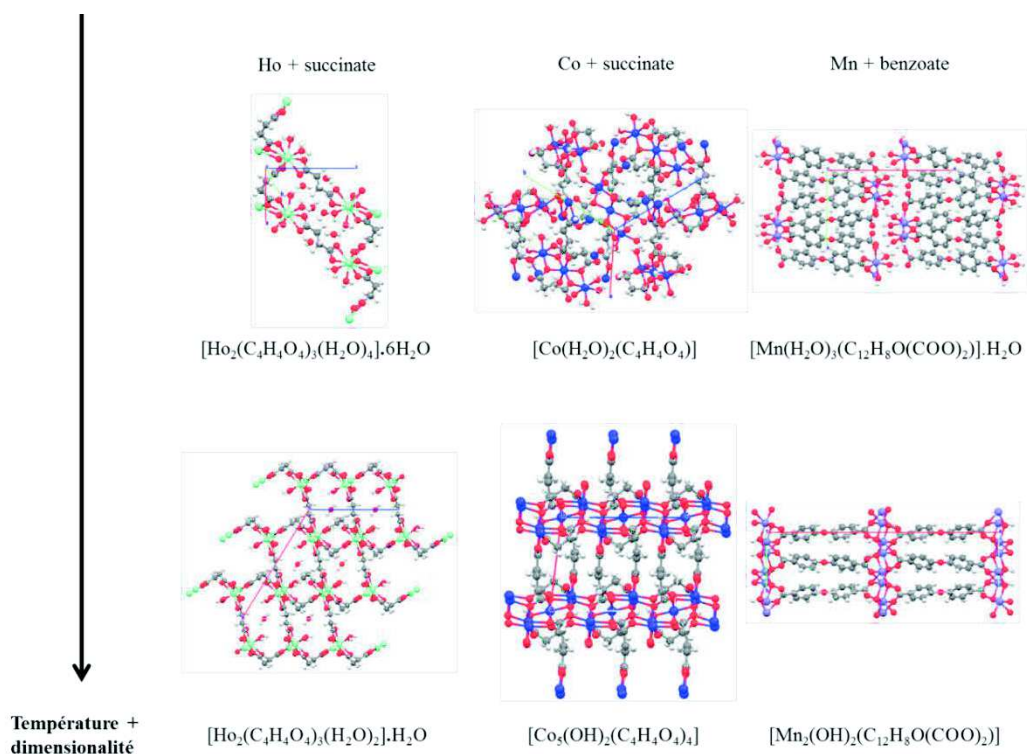 Ho + succinate
Co + succinate
Mn + benzoate
[Ho₂(C₄H₄O₄)₃(H₂O)₄].6H₂O
[Co(H₂O)₂(C₄H₄O₄)]
[Mn(H₂O)₃(C₁₂H₈O(COO)₂)].H₂O
Température +
dimensionalité
[Ho₂(C₄H₄O₄)₃(H₂O)₂].H₂O
[Co₅(OH)₂(C₄H₄O₄)₄]
[Mn₂(OH)₂(C₁₂H₈O(COO)₂)]